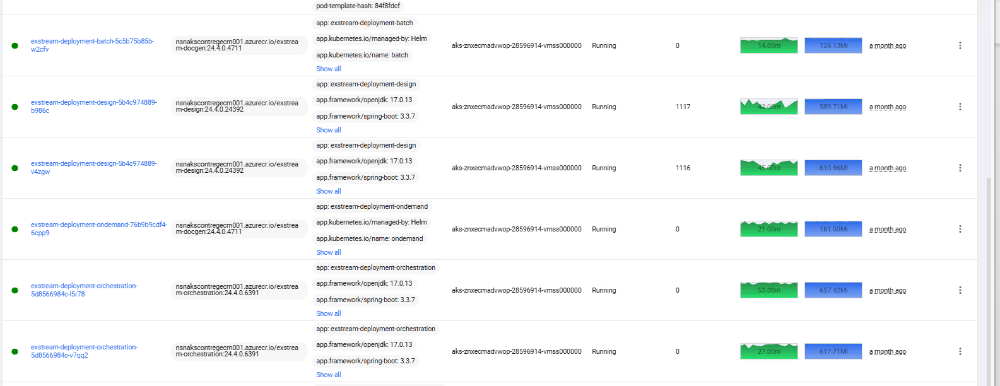 pod-template-hash: 84f8fdcf
app: exstream-deployment-batch
exstream-deployment-batch-5c5b75b85b-
w2cfv
nsnakscontregecm001.azurecr.io/exstrea
m-docgen:24.4.0.4711
app.kubernetes.io/managed-by: Helm
aks-znxecmadvwop-28596914-vmss000000 Running 0 14.00m 124.13Mi a month ago
app.kubernetes.io/name: batch
Show all
app: exstream-deployment-design
exstream-deployment-design-5b4c974889-
b986c
nsnakscontregecm001.azurecr.io/exstrea
m-design:24.4.0.24392
app.framework/openjdk: 17.0.13
aks-znxecmadvwop-28596914-vmss000000 Running 1117 42.00m 589.71Mi a month ago
app.framework/spring-boot: 3.3.7
Show all
app: exstream-deployment-design
exstream-deployment-design-5b4c974889-
v4zgw
nsnakscontregecm001.azurecr.io/exstrea
m-design:24.4.0.24392
app.framework/openjdk: 17.0.13
aks-znxecmadvwop-28596914-vmss000000 Running 1116 45.00m 610.96Mi a month ago
app.framework/spring-boot: 3.3.7
Show all
app: exstream-deployment-ondemand
exstream-deployment-ondemand-76b9b9cdf4-
6cpp9
nsnakscontregecm001.azurecr.io/exstrea
m-docgen:24.4.0.4711
app.kubernetes.io/managed-by: Helm
aks-znxecmadvwop-28596914-vmss000000 Running 0 21.00m 161.00Mi a month ago
app.kubernetes.io/name: ondemand
Show all
app: exstream-deployment-orchestration
exstream-deployment-orchestration-
5d8566984c-l5r78
nsnakscontregecm001.azurecr.io/exstrea
m-orchestration:24.4.0.6391
app.framework/openjdk: 17.0.13
aks-znxecmadvwop-28596914-vmss000000 Running 0 53.00m 657.42Mi a month ago
app.framework/spring-boot: 3.3.7
Show all
app: exstream-deployment-orchestration
exstream-deployment-orchestration-
5d8566984c-v7qq2
nsnakscontregecm001.azurecr.io/exstrea
m-orchestration:24.4.0.6391
app.framework/openjdk: 17.0.13
aks-znxecmadvwop-28596914-vmss000000 Running 0 27.00m 617.71Mi a month ago
app.framework/spring-boot: 3.3.7
Show all